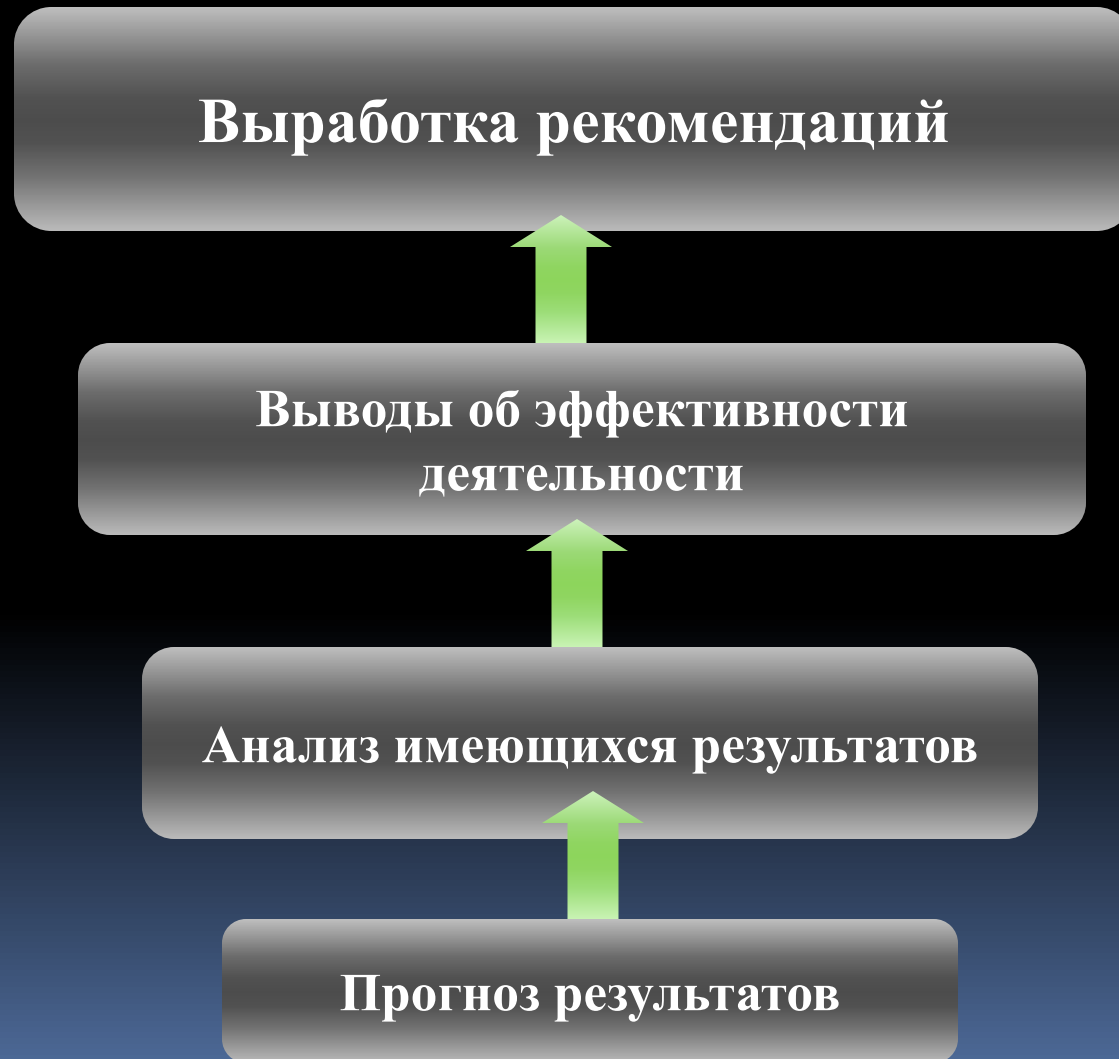 Выработка рекомендаций
Выводы об эффективности
деятельности
Анализ имеющихся результатов
Прогноз результатов